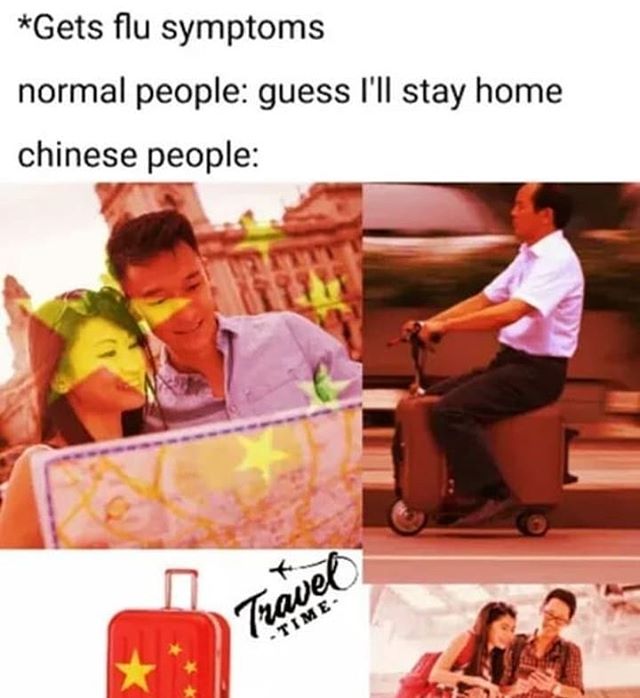 *Gets flu symptoms
normal people: guess I'll stay home
chinese people:
Travel
-TIME-